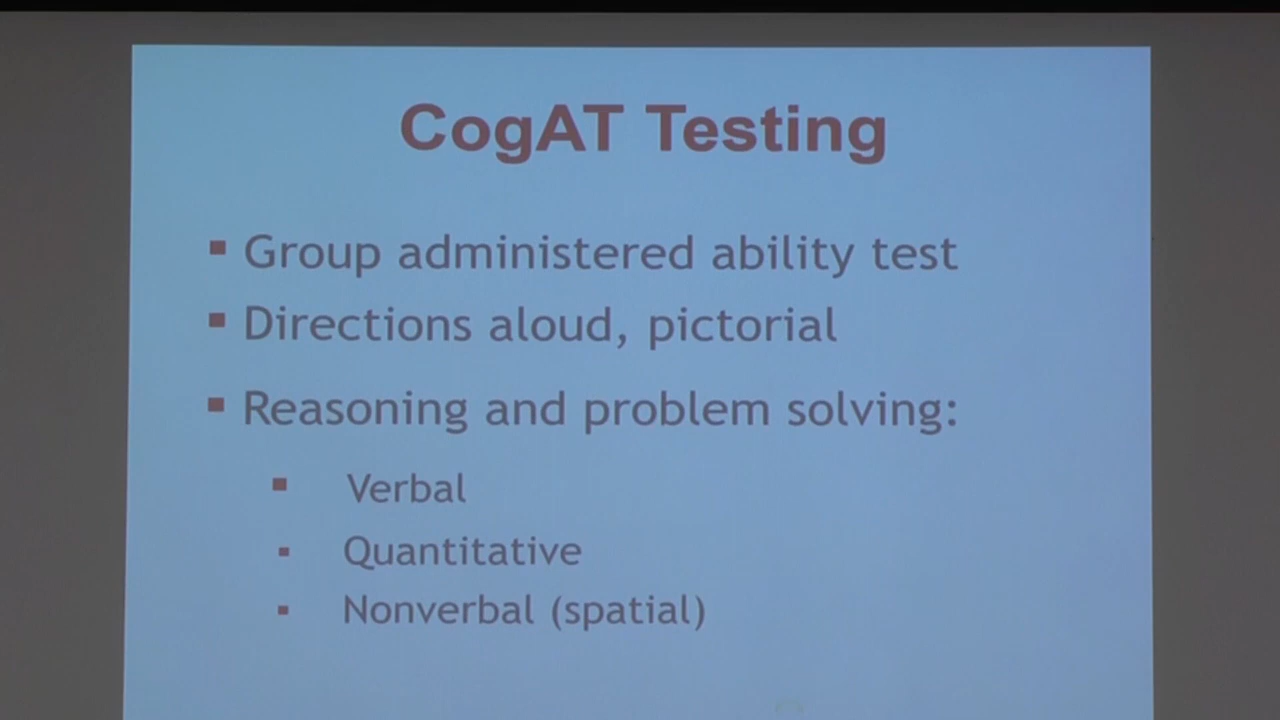 CogAT Testing
Group administered ability test
Directions aloud, pictorial
Reasoning and problem solving:
Verbal
Quantitative
Nonverbal (spatial)